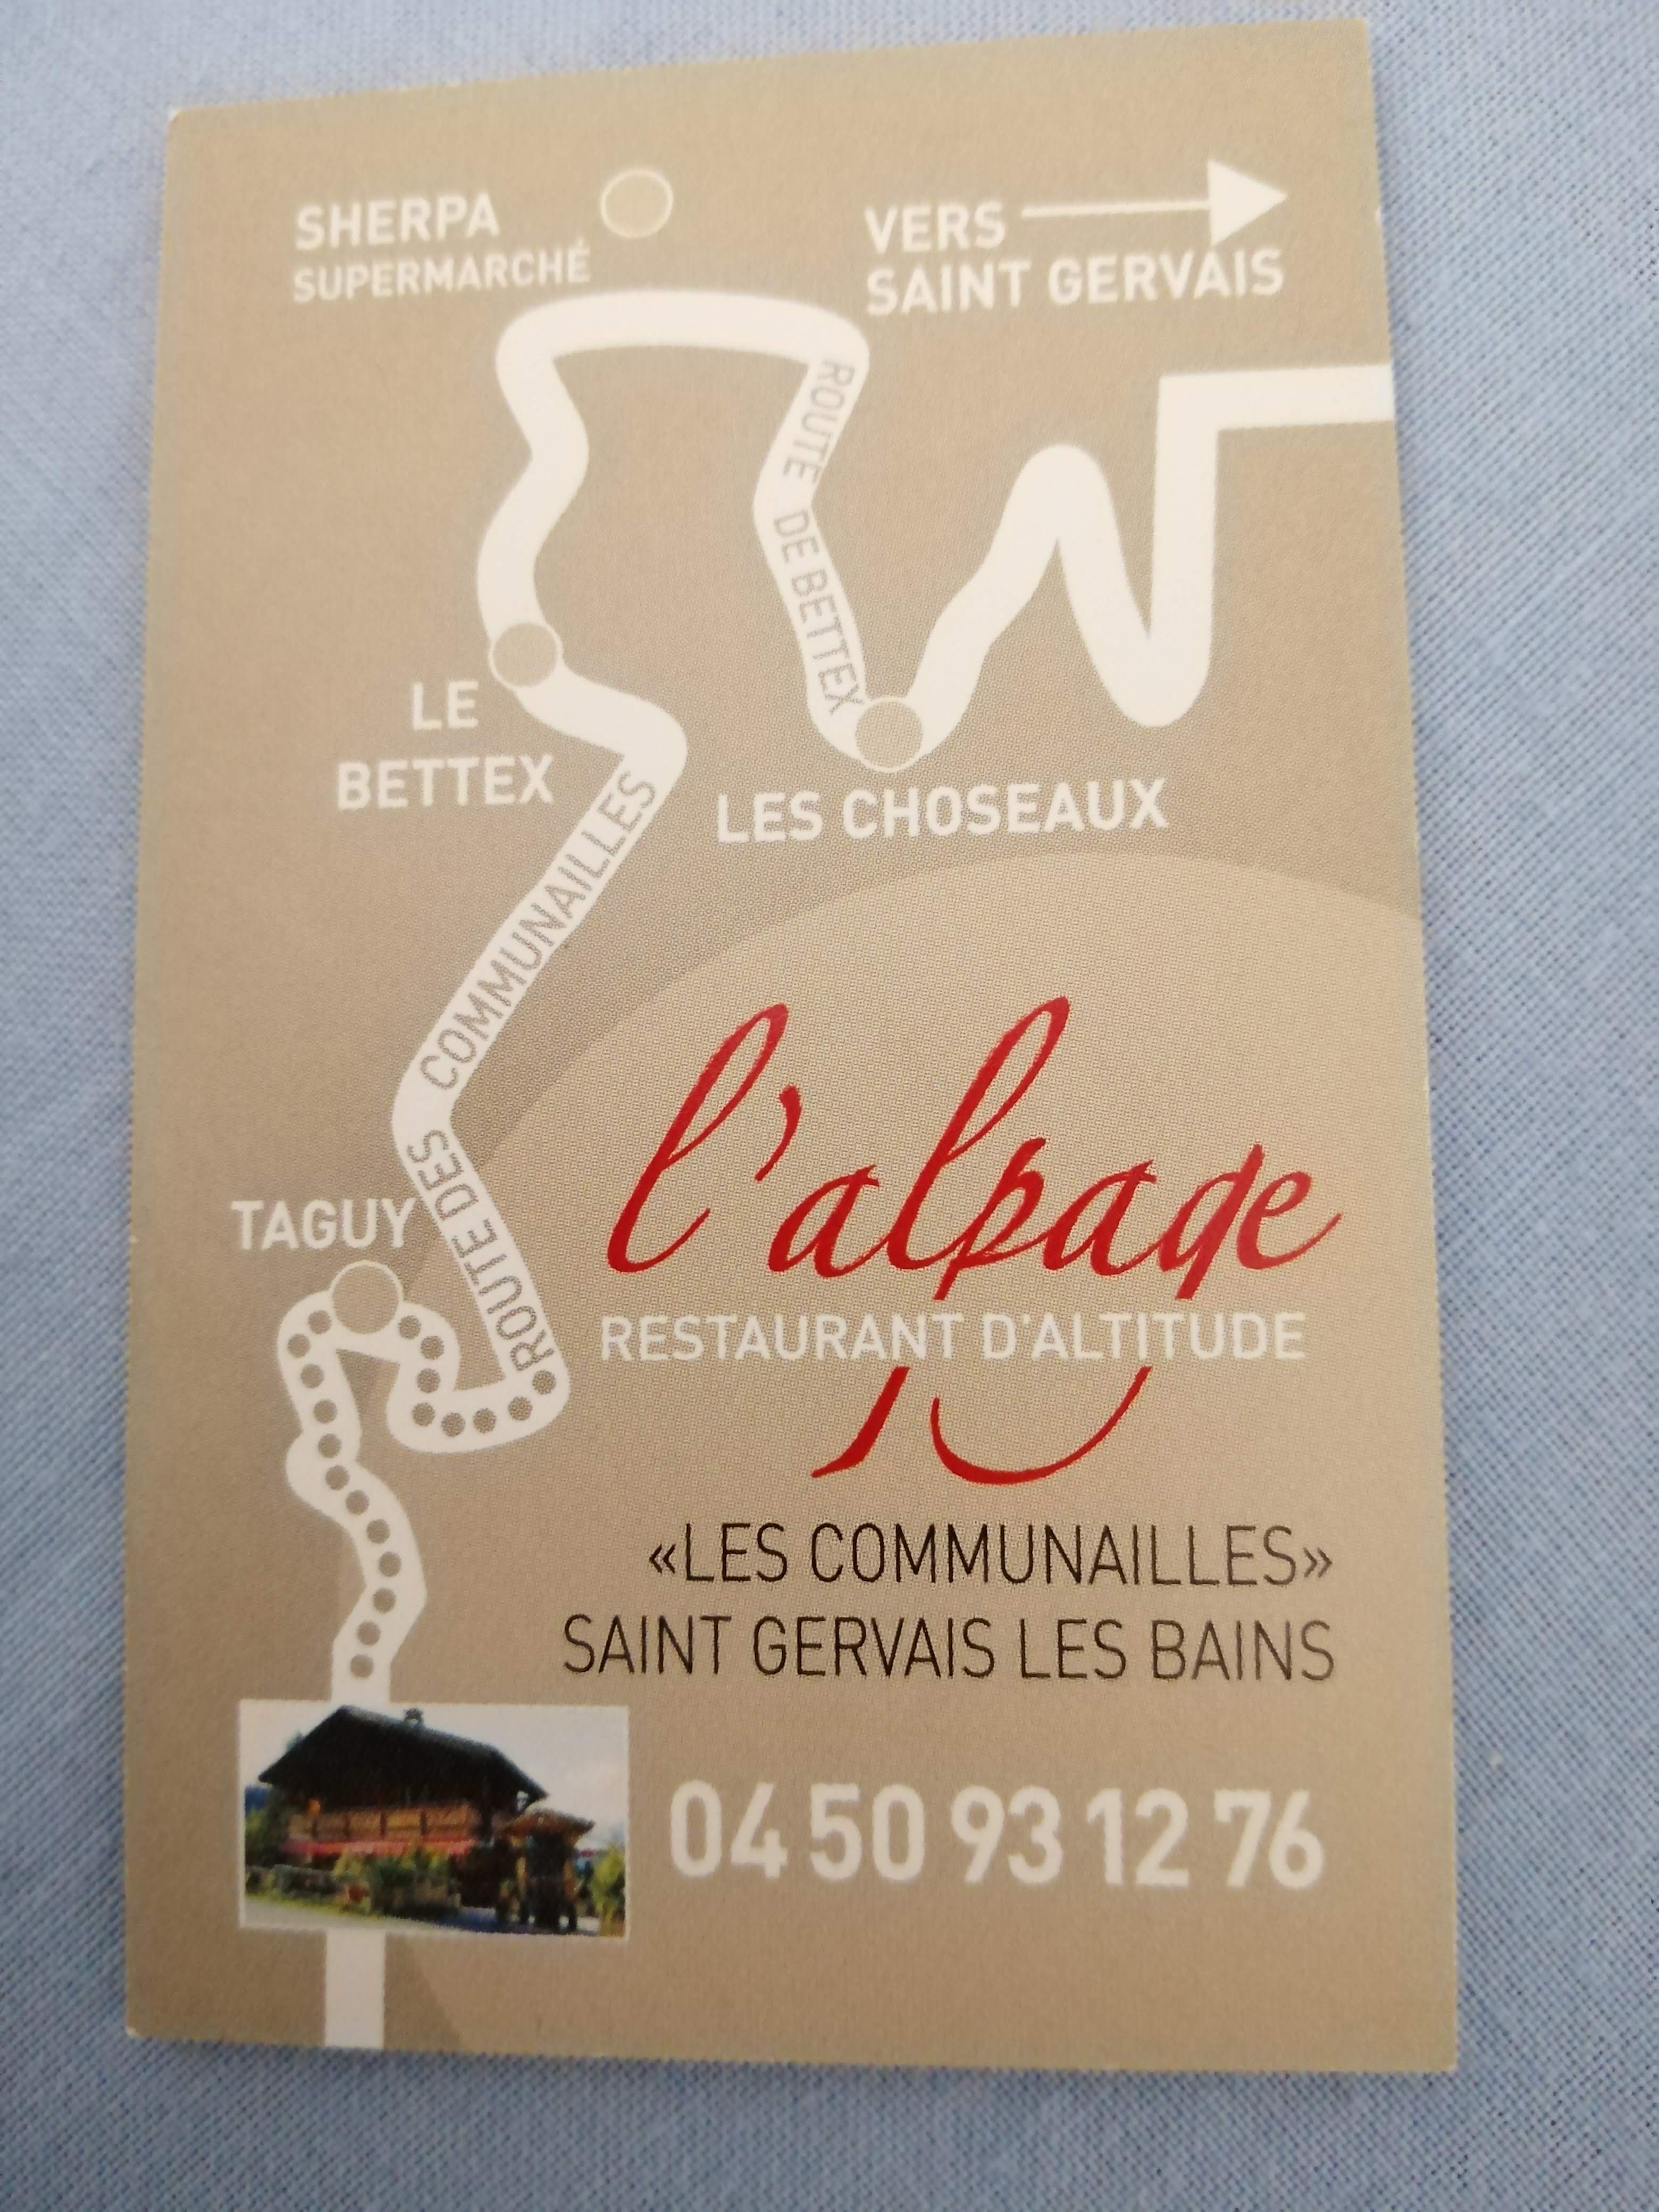 SHERPA
SUPERMARCHÉ
VERS
SAINT GERVAIS
ROUTE DE BETTEX
LE
BETTEX
LES CHOSEAUX
ROUTE DES COMMUNAILLES
TAGUY
l'alpage
RESTAURANT D'ALTITUDE
«LES COMMUNAILLES»
SAINT GERVAIS LES BAINS
04 50 93 12 76